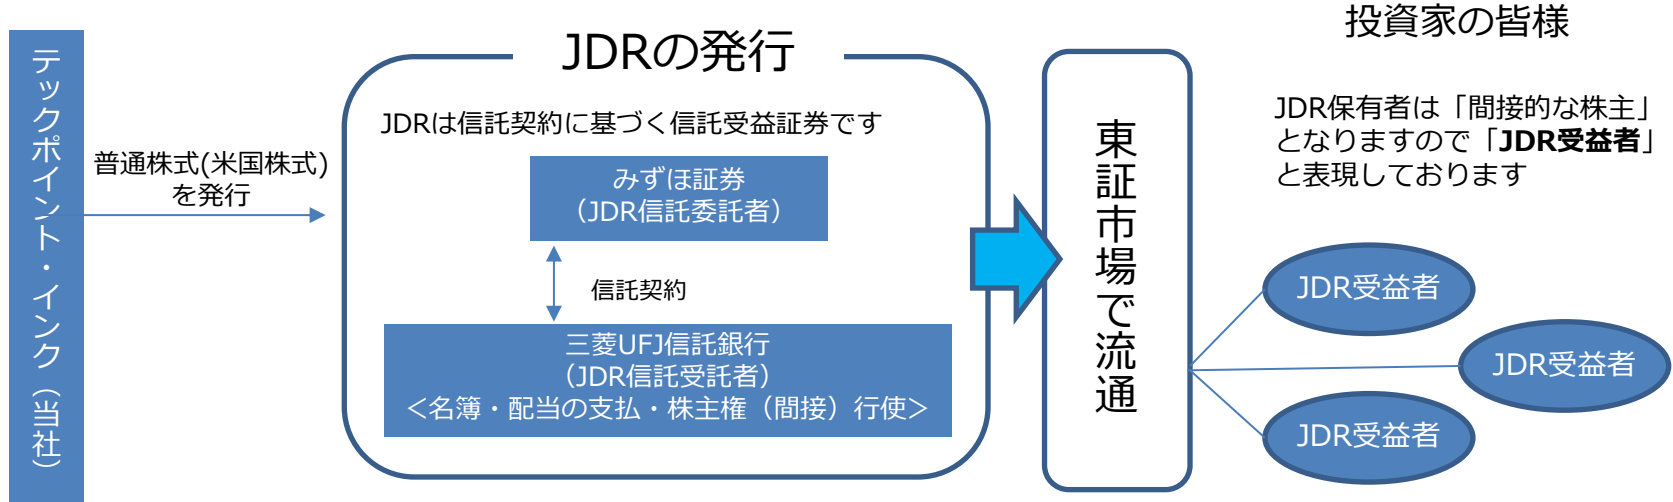 テックポイント・インク（当社）
普通株式(米国株式)
を発行
JDRの発行
JDRは信託契約に基づく信託受益証券です
みずほ証券
（JDR信託委託者）
信託契約
三菱UFJ信託銀行
（JDR信託受託者）
＜名簿・配当の支払・株主権（間接）行使＞
東証市場で流通
投資家の皆様
JDR保有者は「間接的な株主」
となりますので「JDR受益者」
と表現しております
JDR受益者
JDR受益者
JDR受益者